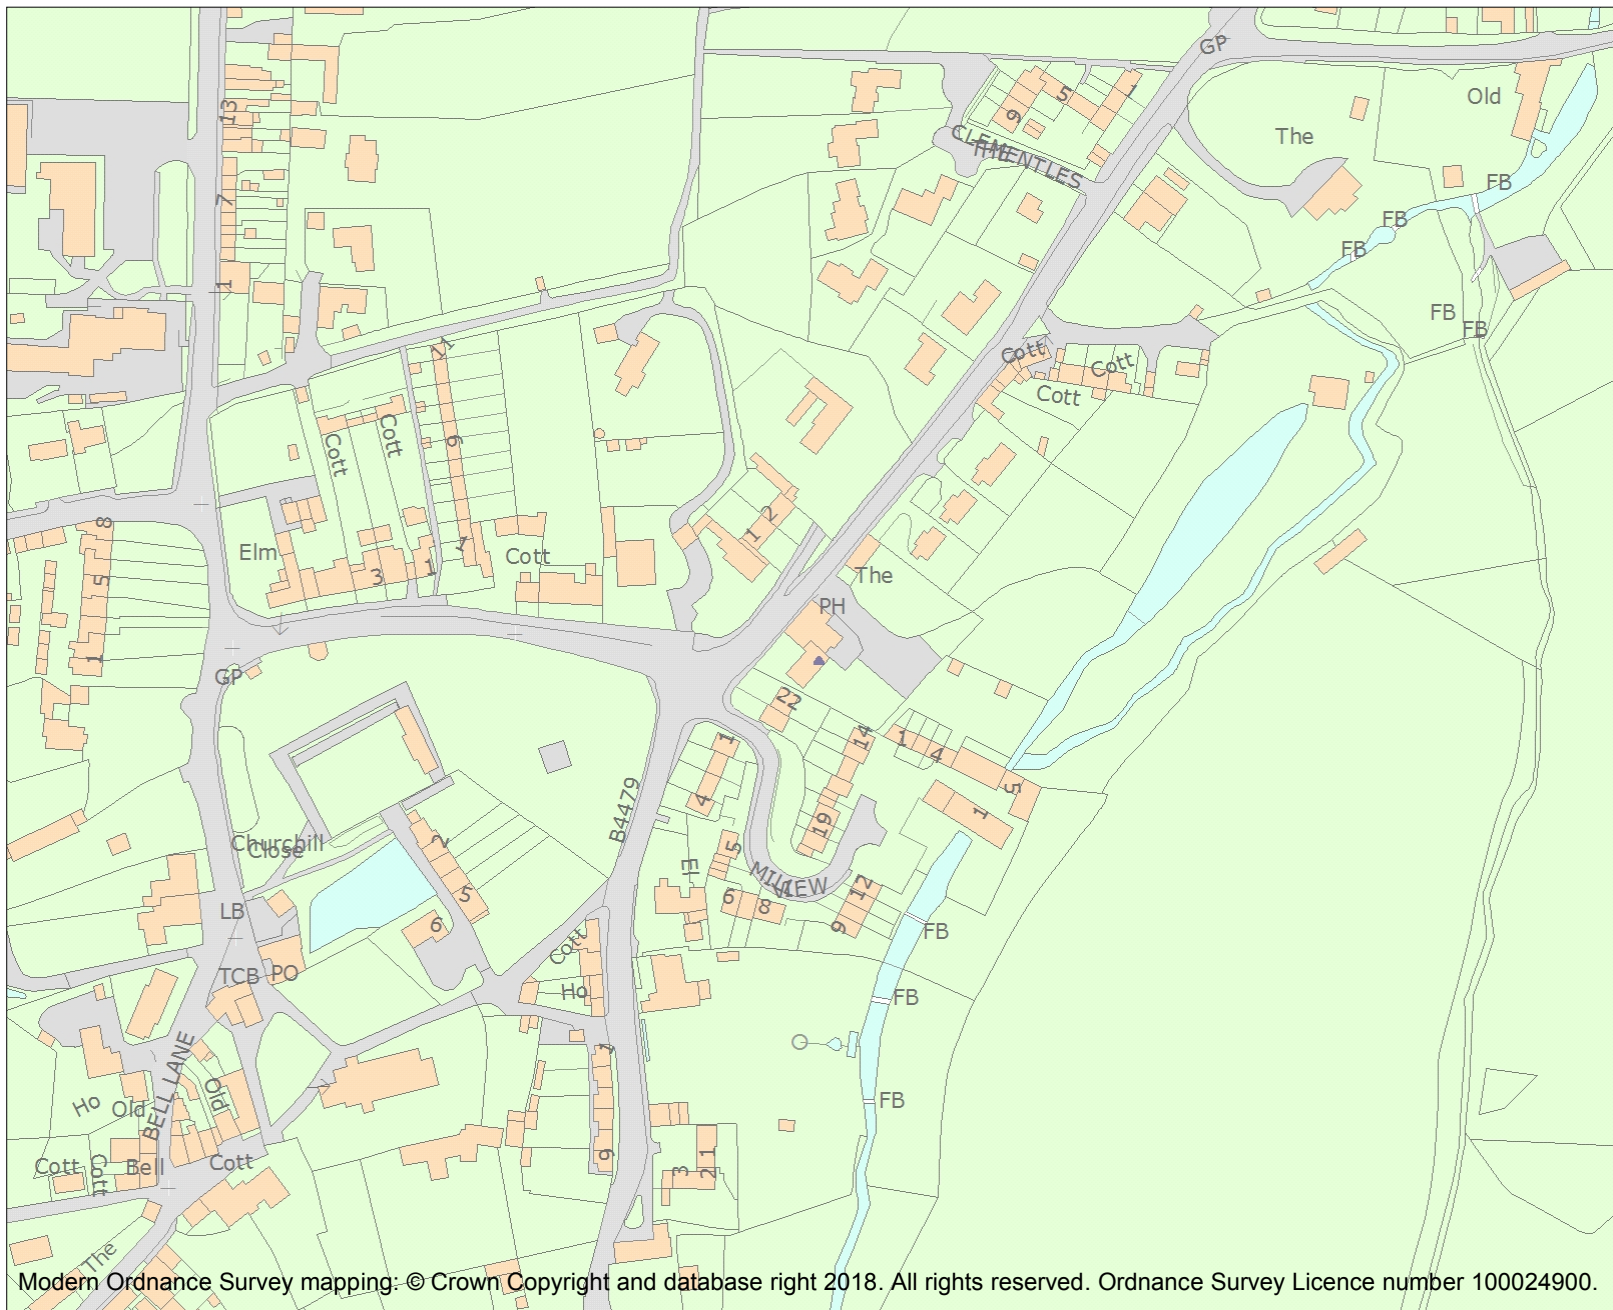 GP
13
5
1
9
Old
The
CLEMENTLES
THE
7
FB
FB
FB
1
FB
FB
11
Cott
Cott
Cott
Cott
Cott
6
2
1
8
Elm
1
Cott
3
1
The
5
PH
1
GP
22
1
14
1
4
B4479
4
5
1
2
19
Churchill
Close
5
El
MILL
VIEW
12
6
8
5
LB
6
9
FB
Cott
TCB
PO
Ho
FB
BELL LANE
1
Old
Ho
Old
FB
Cott
Cott
Bell
Cott
6
3
1
2
The
Modern Ordnance Survey mapping: © Crown Copyright and database right 2018. All rights reserved. Ordnance Survey Licence number 100024900.